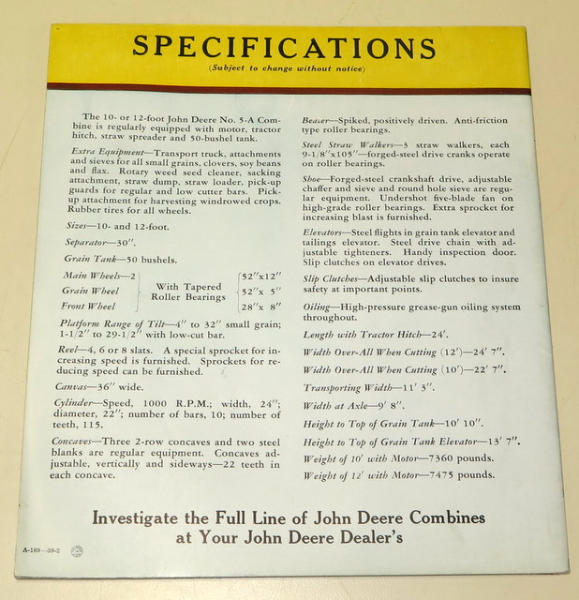 SPECIFICATIONS
(Subject to change without notice)
The 10- or 12-foot John Deere No. 5-A Com-
bine is regularly equipped with motor, tractor
hitch, straw spreader and 50-bushel tank.
Extra Equipment—Transport truck, attachments
and sieves for all small grains, clovers, soy beans
and flax. Rotary weed seed cleaner, sacking
attachment, straw dump, straw loader, pick-up
guards for regular and low cutter bars. Pick-
up attachment for harvesting windrowed crops.
Rubber tires for all wheels.
Sizes—10- and 12-foot.
Separator—30".
Grain Tank—50 bushels.
Main Wheels—2 52"x12"
Grain Wheel With Tapered Roller Bearings 52"x 5"
Front Wheel 28"x 8"
Platform Range of Tilt—4" to 32" small grain;
1-1/2" to 29-1/2" with low-cut bar.
Reel—4, 6 or 8 slats. A special sprocket for in-
creasing speed is furnished. Sprockets for re-
ducing speed can be furnished.
Canvas—36" wide.
Cylinder—Speed, 1000 R.P.M.; width, 24";
diameter, 22"; number of bars, 10; number of
teeth, 115.
Concaves—Three 2-row concaves and two steel
blanks are regular equipment. Concaves ad-
justable, vertically and sideways—22 teeth in
each concave.
Beater—Spiked, positively driven. Anti-friction
type roller bearings.
Steel Straw Walkers—3 straw walkers, each
9-1/8"x105"—forged-steel drive cranks operate
on roller bearings.
Shoe—Forged-steel crankshaft drive, adjustable
chaffer and sieve and round hole sieve are regu-
lar equipment. Undershot five-blade fan on
high-grade roller bearings. Extra sprocket for
increasing blast is furnished.
Elevators—Steel flights in grain tank elevator and
tailings elevator. Steel drive chain with ad-
justable tighteners. Handy inspection door.
Slip clutches on elevator drives.
Slip Clutches—Adjustable slip clutches to insure
safety at important points.
Oiling—High-pressure grease-gun oiling system
throughout.
Length with Tractor Hitch—24'.
Width Over-All When Cutting (12')—24' 7".
Width Over-All When Cutting (10')—22' 7".
Transporting Width—11' 3".
Width at Axle—9' 8".
Height to Top of Grain Tank—10' 10".
Height to Top of Grain Tank Elevator—13' 7".
Weight of 10' with Motor—7360 pounds.
Weight of 12' with Motor—7475 pounds.
Investigate the Full Line of John Deere Combines
at Your John Deere Dealer's
A-189—39-2